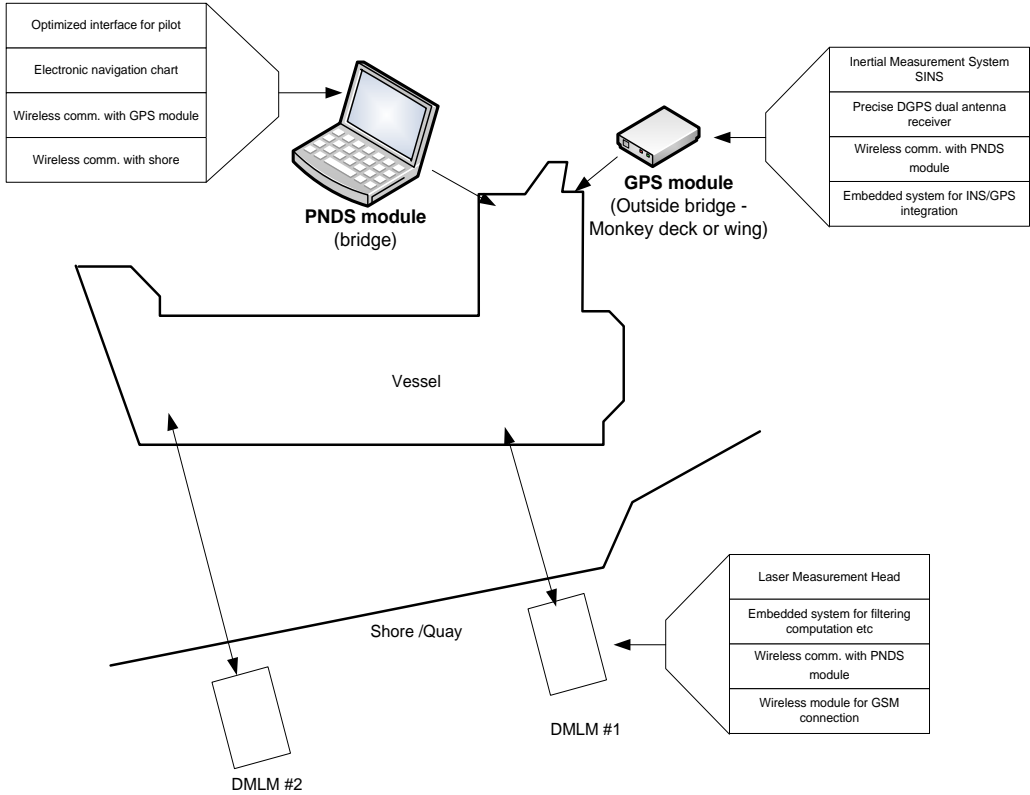 Optimized interface for pilot
Electronic navigation chart
Wireless comm. with GPS module
Wireless comm. with shore
PNDS module
(bridge)
GPS module
(Outside bridge -
Monkey deck or wing)
Inertial Measurement System
SINS
Precise DGPS dual antenna
receiver
Wireless comm. with PNDS
module
Embedded system for INS/GPS
integration
Vessel
Shore /Quay
Laser Measurement Head
Embedded system for filtering
computation etc
Wireless comm. with PNDS
module
Wireless module for GSM
connection
DMLM #1
DMLM #2